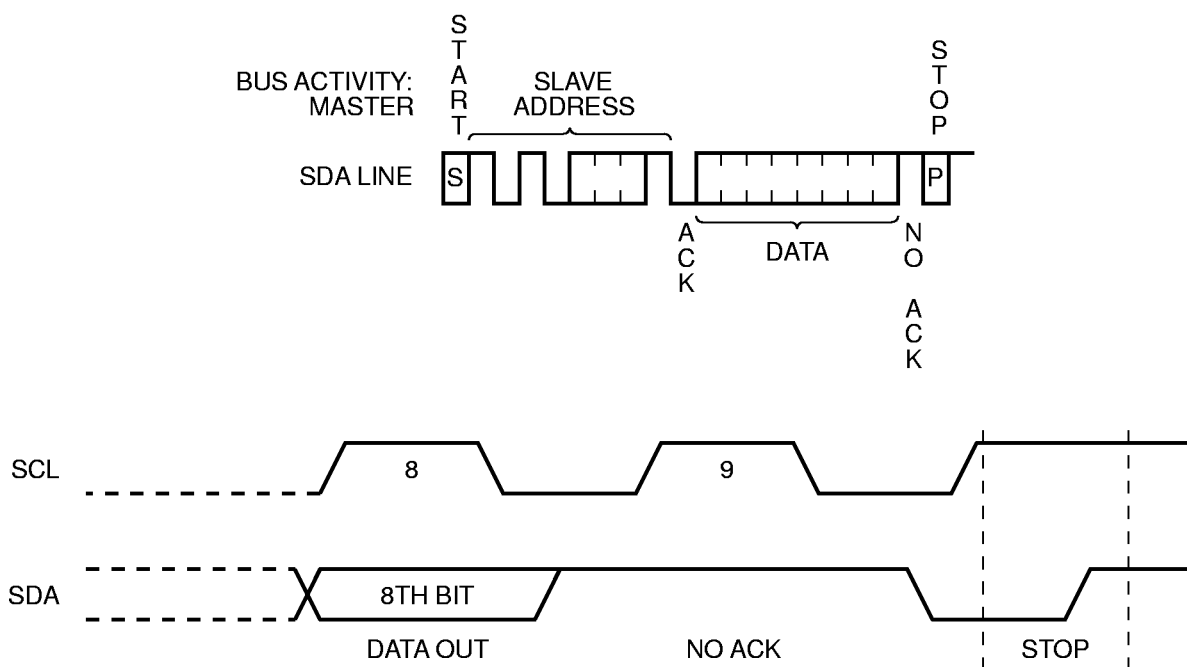 START
STOP
BUS ACTIVITY:
MASTER
SLAVE
ADDRESS
SDA LINE
S
P
ACK
DATA
NO ACK
SCL
8
9
SDA
8TH BIT
DATA OUT
NO ACK
STOP